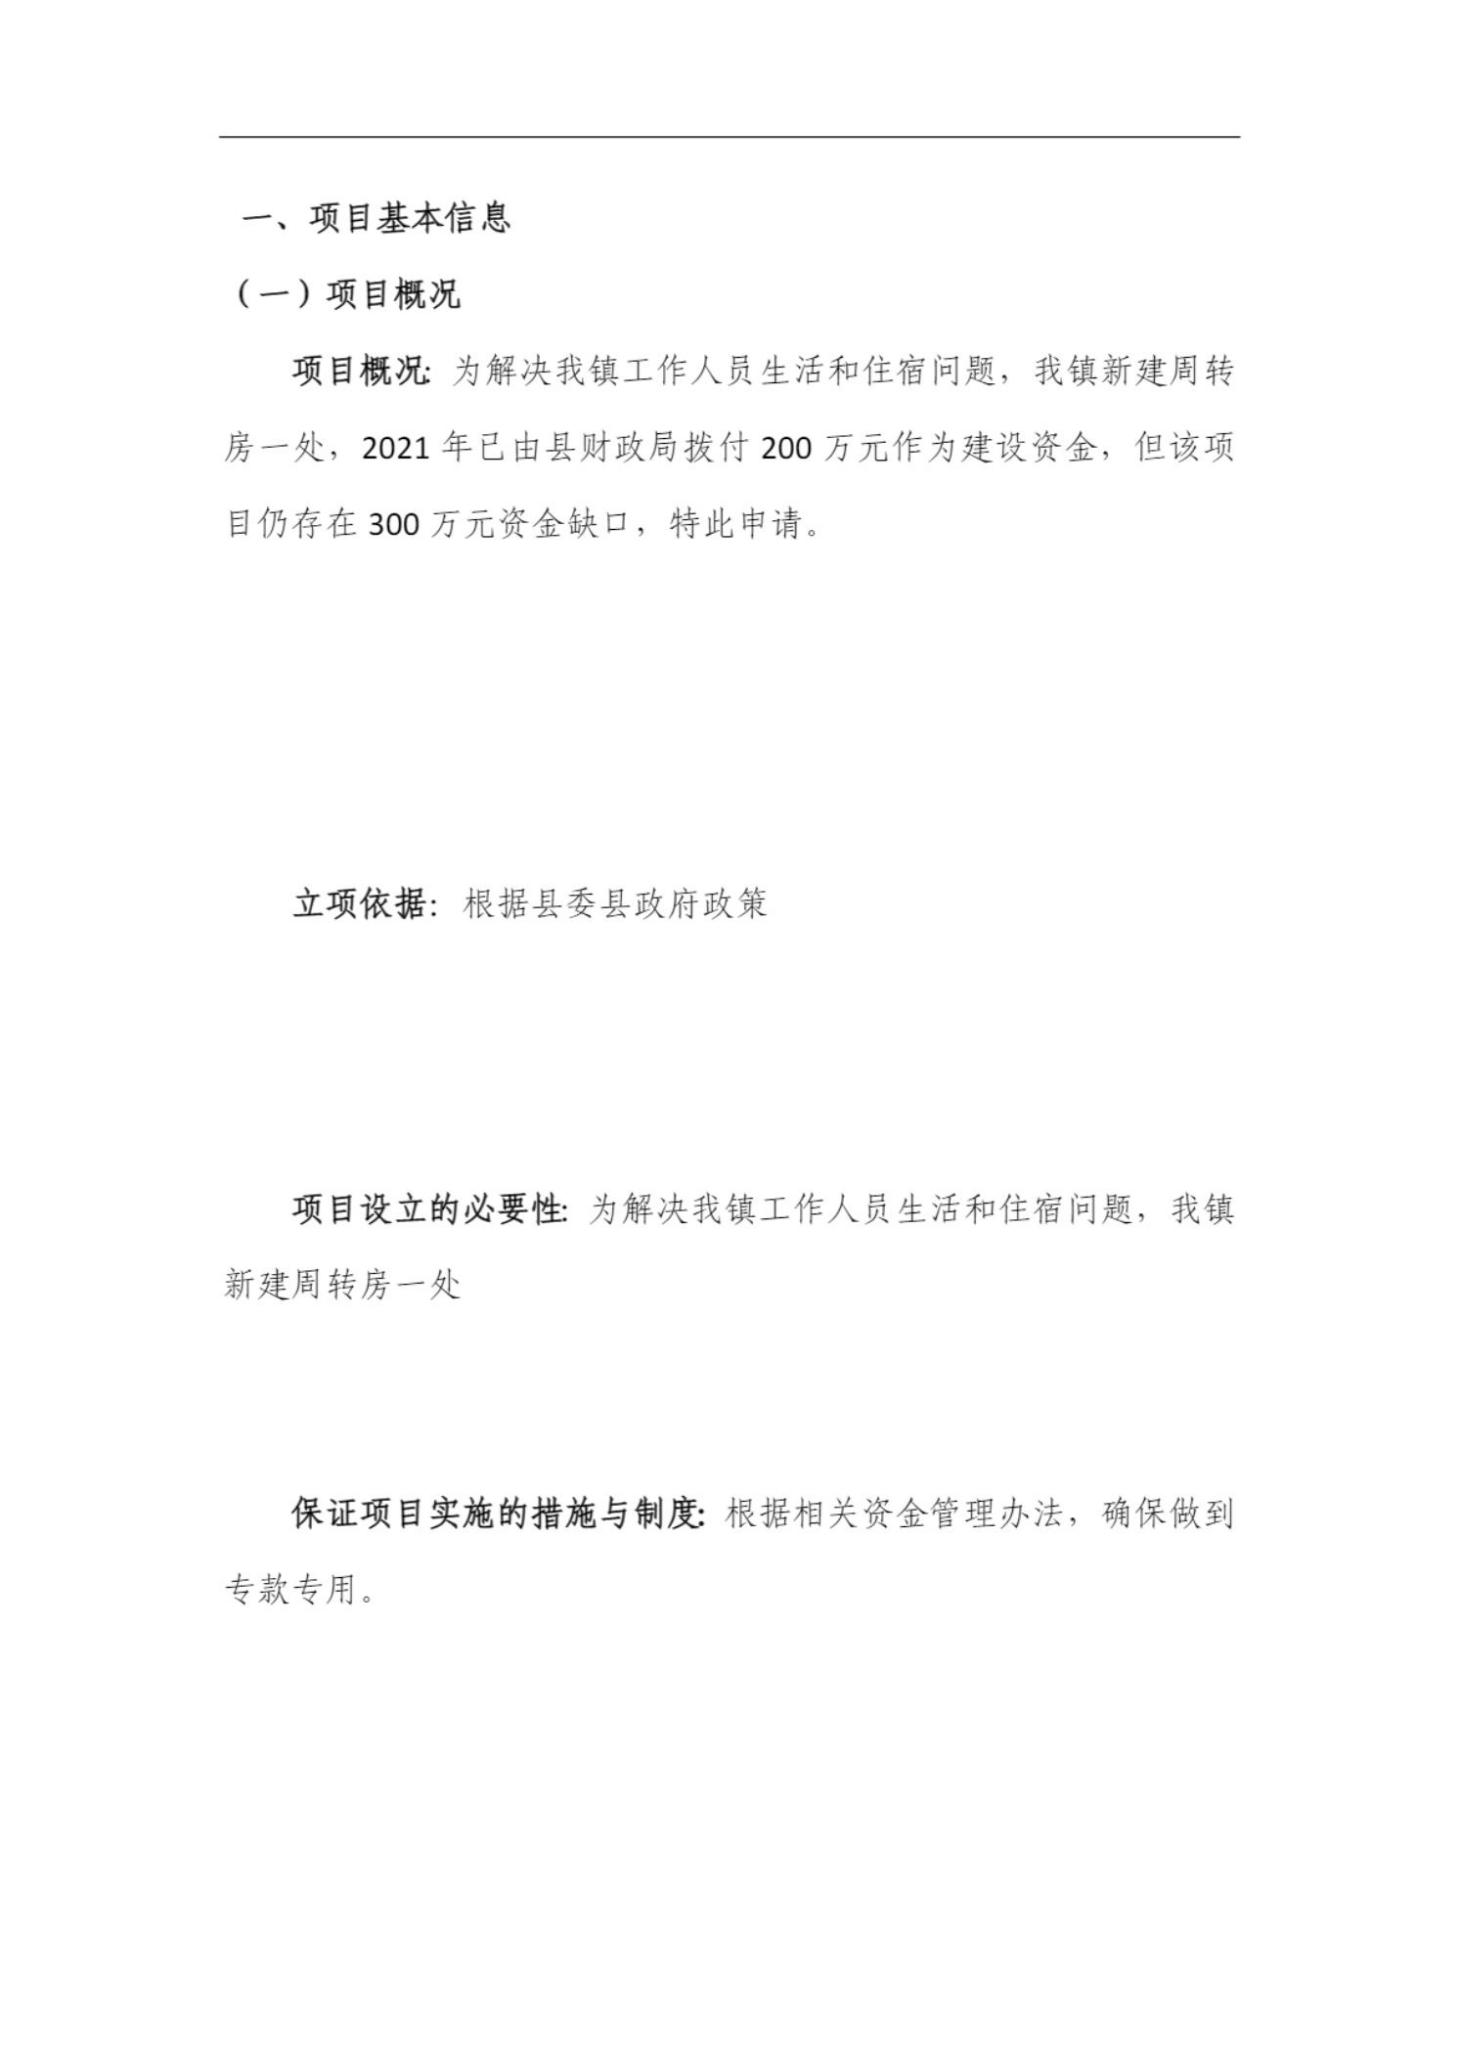 一、项目基本信息
（一）项目概况
项目概况：为解决我镇工作人员生活和住宿问题，我镇新建周转
房一处，2021 年已由县财政局拨付 200 万元作为建设资金，但该项
目仍存在 300 万元资金缺口，特此申请。
立项依据：根据县委县政府政策
项目设立的必要性：为解决我镇工作人员生活和住宿问题，我镇
新建周转房一处
保证项目实施的措施与制度：根据相关资金管理办法，确保做到
专款专用。